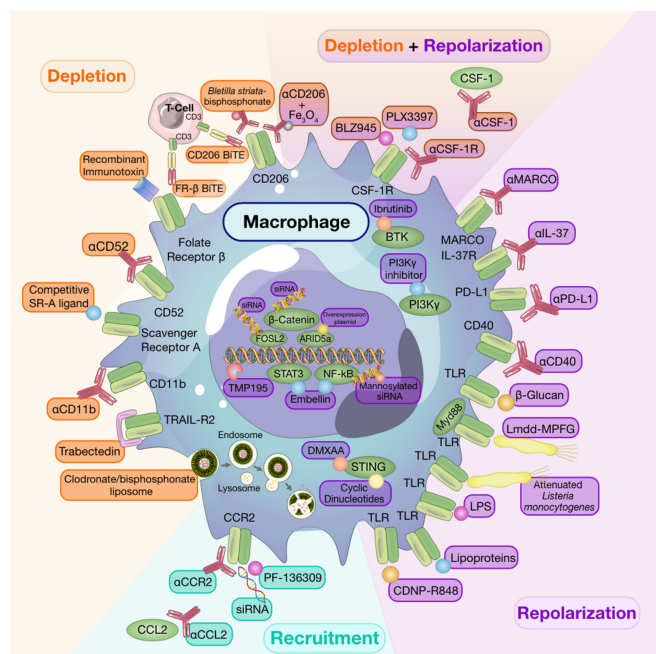 Depletion + Repolarization
Depletion
CSF-1
αCSF-1
T-Cell
CD3
CD3
Bletilla striata-
bisphosphonate
αCD206
+
Fe3O4
BLZ945
PLX3397
αCSF-1R
CD206 BiTE
FR-β BiTE
Recombinant
Immunotoxin
CD206
CSF-1R
αMARCO
Macrophage
Ibrutinib
BTK
MARCO
αIL-37
IL-37R
Folate
Receptor β
αCD52
PI3Kγ
inhibitor
PI3Kγ
PD-L1
αPD-L1
siRNA
siRNA
β-Catenin
Overexpression
plasmid
FOSL2
ARID5a
Competitive
SR-A ligand
CD52
Scavenger
Receptor A
CD40
αCD40
STAT3
NF-kB
TMP195
Embellin
Mannosylated
siRNA
CD11b
αCD11b
TLR
β-Glucan
Myd88
TRAIL-R2
Trabectedin
TLR
Lmdd-MPFG
Endosome
Lysosome
Clodronate/bisphosphonate
liposome
DMXAA
STING
Cyclic
Dinucleotides
TLR
Attenuated
Listeria
monocytogenes
TLR
LPS
CCR2
TLR
TLR
Lipoproteins
αCCR2
PF-136309
siRNA
CDNP-R848
CCL2
αCCL2
Recruitment
Repolarization